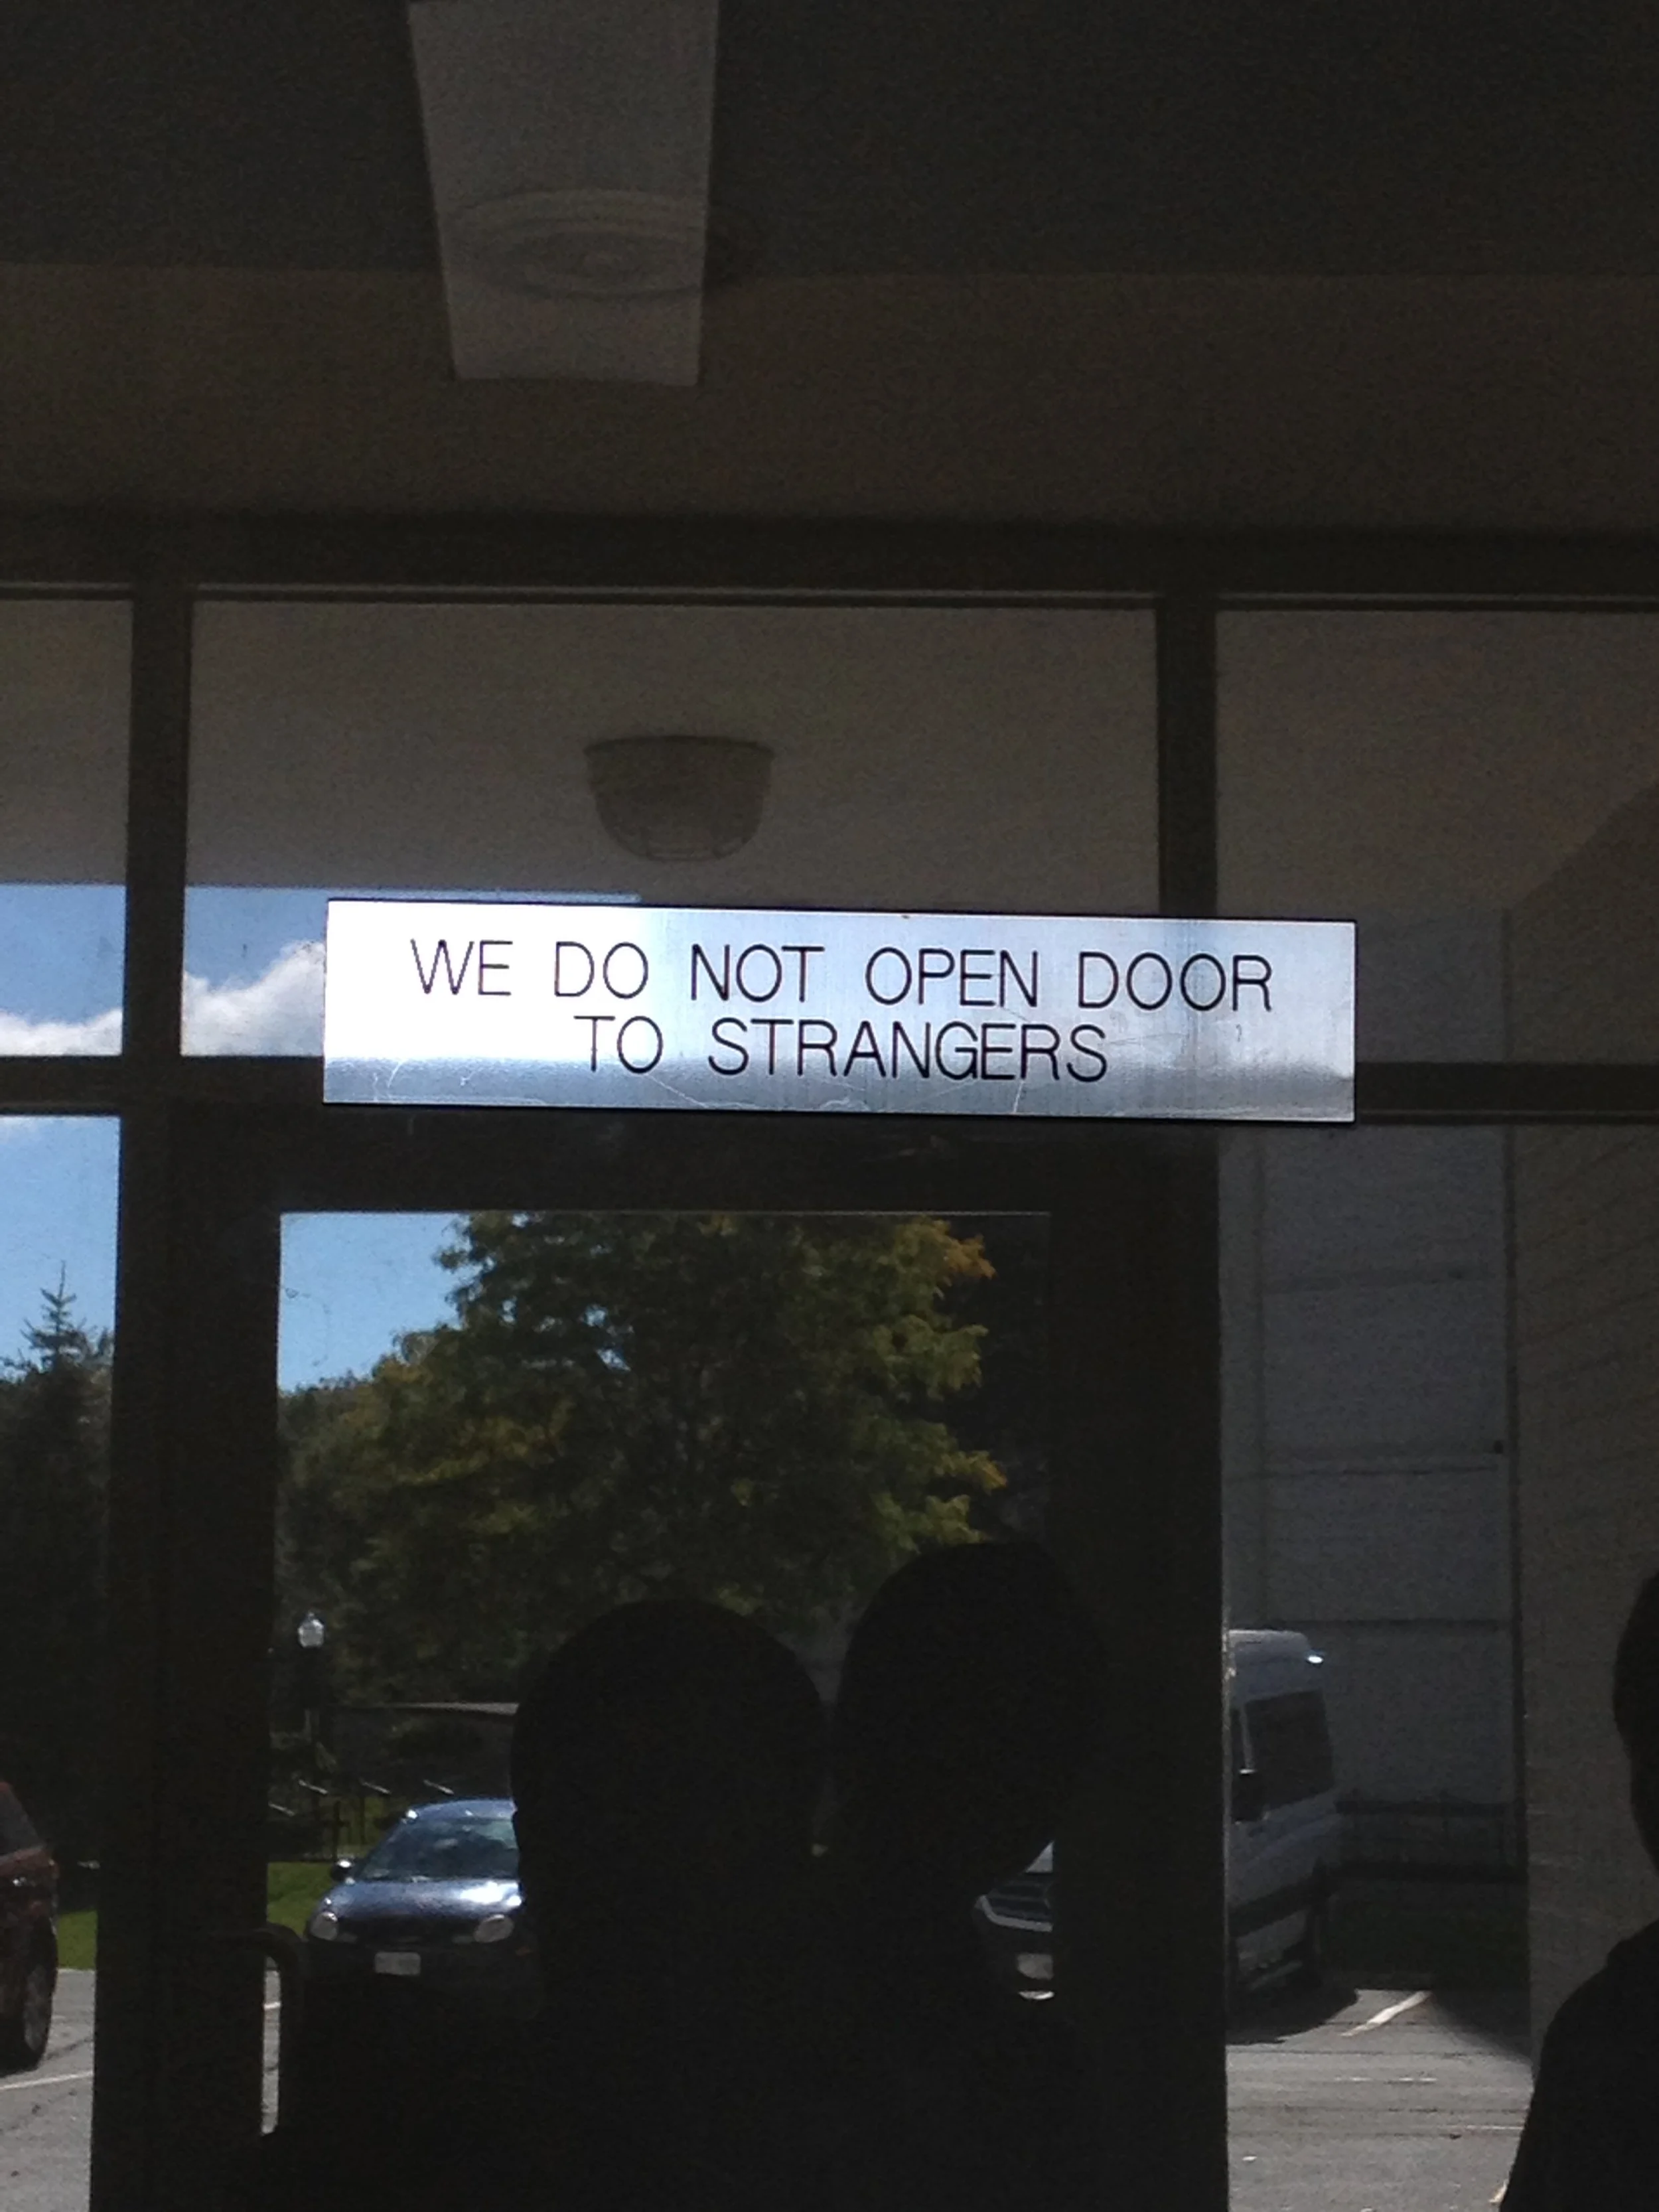 WE DO NOT OPEN DOOR
TO STRANGERS